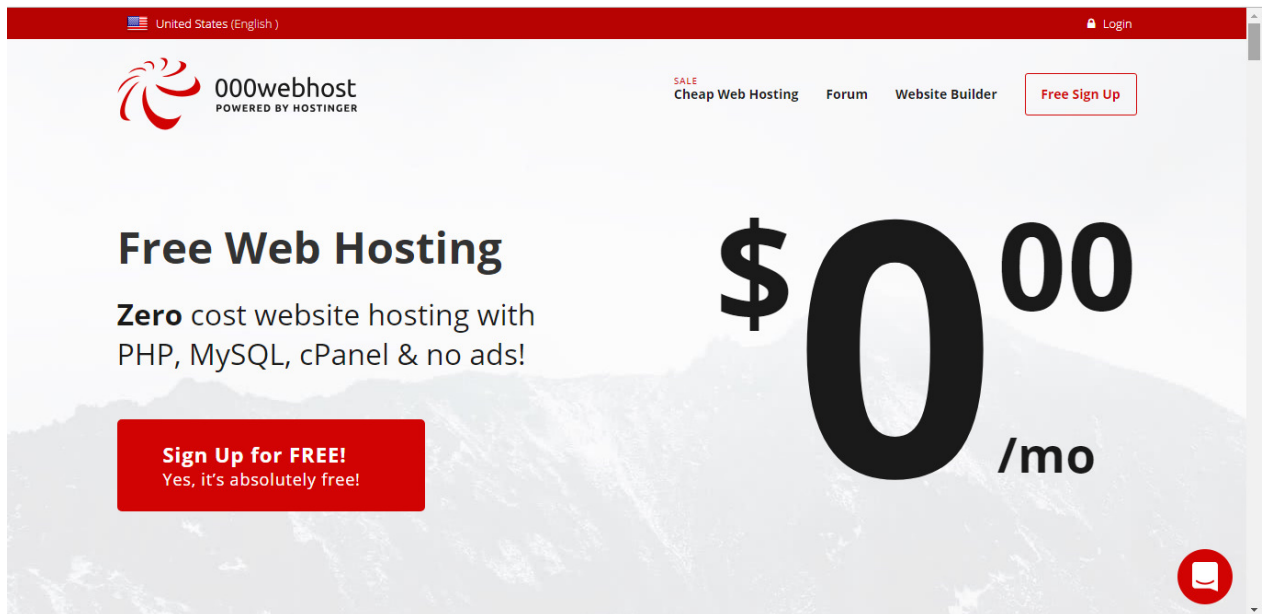 United States (English )
Login
000webhost
POWERED BY HOSTINGER
SALE
Cheap Web Hosting
Forum
Website Builder
Free Sign Up
Free Web Hosting
Zero cost website hosting with
PHP, MySQL, cPanel & no ads!
Sign Up for FREE!
Yes, it's absolutely free!
$000
/mo